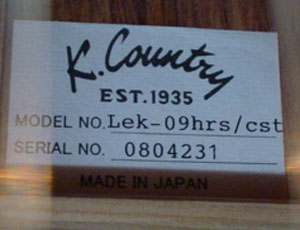 K. Country
EST.1935
MODEL NO. Lek-09hrs/cst
SERIAL NO. 0804231
MADE IN JAPAN